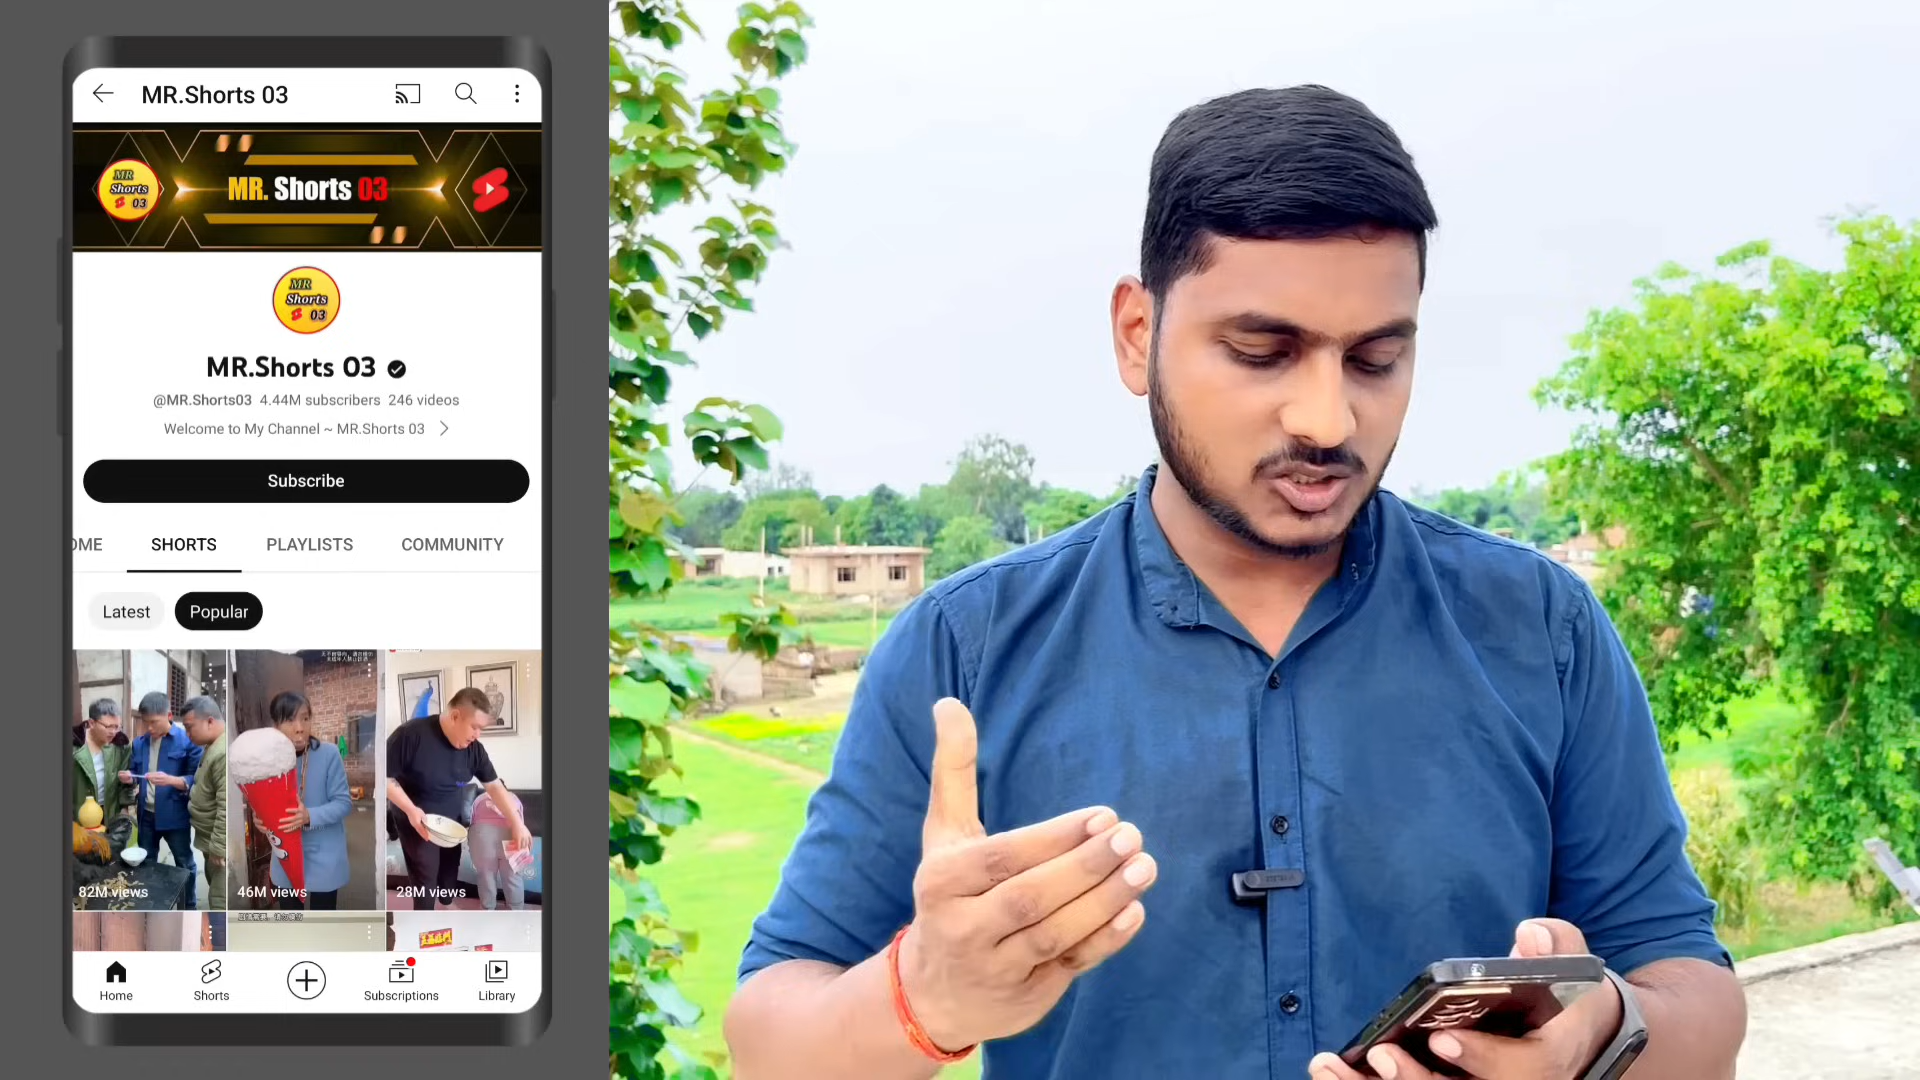 MR.Shorts 03
MR
Shorts
03
MR. Shorts 03
MR
Shorts
03
MR.Shorts 03
@MR.Shorts03 4.44M subscribers 246 videos
Welcome to My Channel ~ MR.Shorts 03
Subscribe
OME
SHORTS
PLAYLISTS
COMMUNITY
Latest
Popular
82M views
46M views
28M views
Home
Shorts
Subscriptions
Library